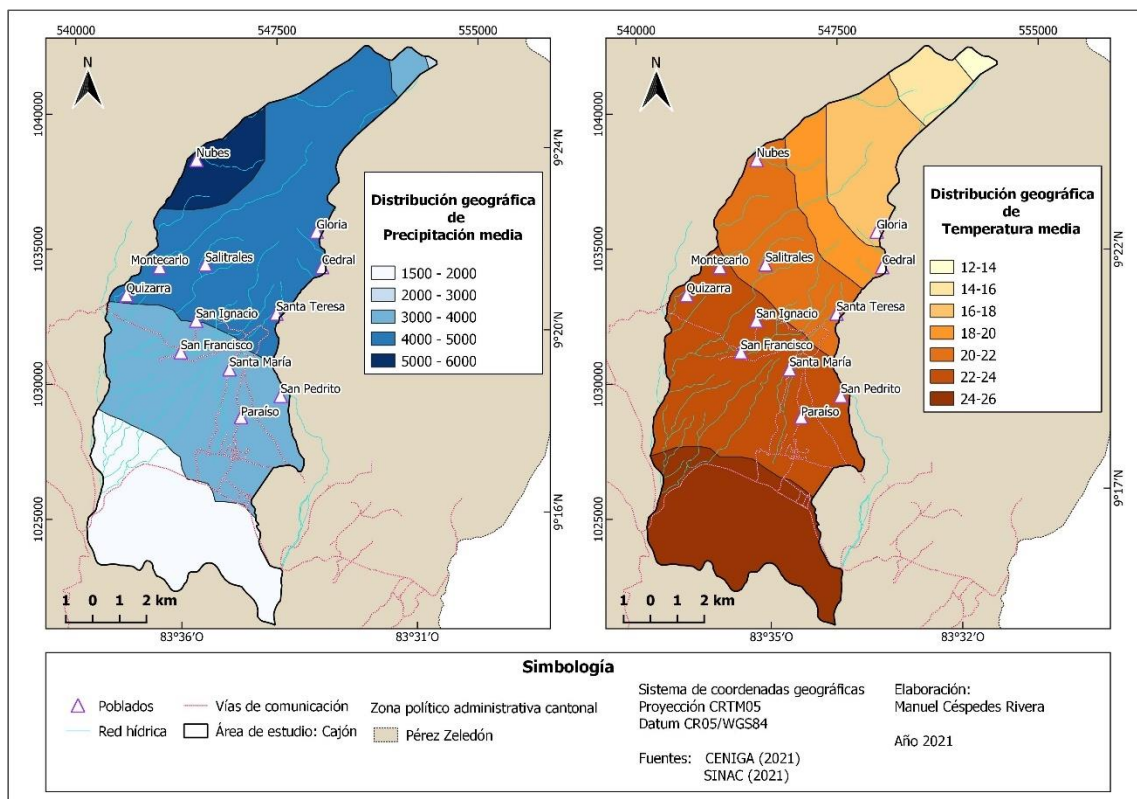 540000
547500
555000
1040000
1035000
1030000
1025000
9°24'N
9°20'N
9°16'N
83°36'O
83°31'O
N
Nubes
Gloria
Montecarlo
Salitrales
Cedral
Quizarra
San Ignacio
Santa Teresa
San Francisco
Santa María
San Pedrito
Paraíso
Distribución geográfica
de
Precipitación media
1500 - 2000
2000 - 3000
3000 - 4000
4000 - 5000
5000 - 6000
1 0 1 2 km
540000
547500
555000
1040000
1035000
1030000
1025000
9°22'N
9°17'N
83°35'O
83°32'O
N
Nubes
Gloria
Montecarlo
Salitrales
Cedral
Quizarra
San Ignacio
Santa Teresa
San Francisco
Santa María
San Pedrito
Paraíso
Distribución geográfica
de
Temperatura media
12-14
14-16
16-18
18-20
20-22
22-24
24-26
1 0 1 2 km
Simbología
Poblados
Red hídrica
Vías de comunicación
Área de estudio: Cajón
Zona político administrativa cantonal
Pérez Zeledón
Sistema de coordenadas geográficas
Proyección CRTM05
Datum CR05/WGS84
Fuentes: CENIGA (2021)
SINAC (2021)
Elaboración:
Manuel Céspedes Rivera
Año 2021